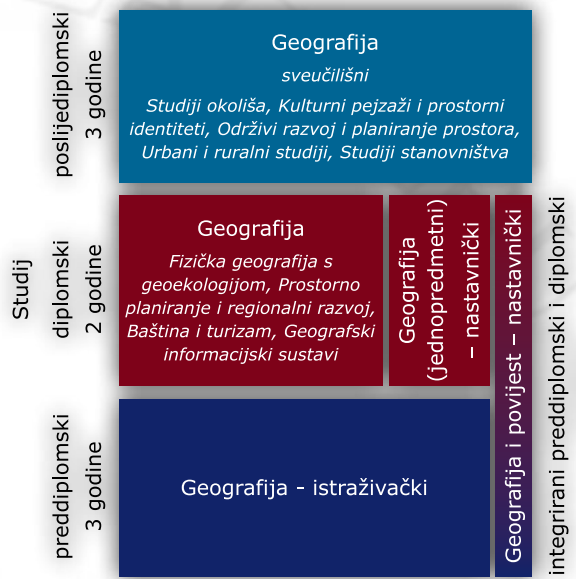 Studij
poslijediplomski
3 godine
Geografija
sveučilišni
Studiji okoliša, Kulturni pejzaži i prostorni
identiteti, Održivi razvoj i planiranje prostora,
Urbani i ruralni studiji, Studiji stanovništva
diplomski
2 godine
Geografija
Fizička geografija s
geoekologijom, Prostorno
planiranje i regionalni razvoj,
Baština i turizam, Geografski
informacijski sustavi
Geografija
(jednopredmetni)
– nastavnički
Geografija i povijest – nastavnički
integrirani preddiplomski i diplomski
preddiplomski
3 godine
Geografija - istraživački